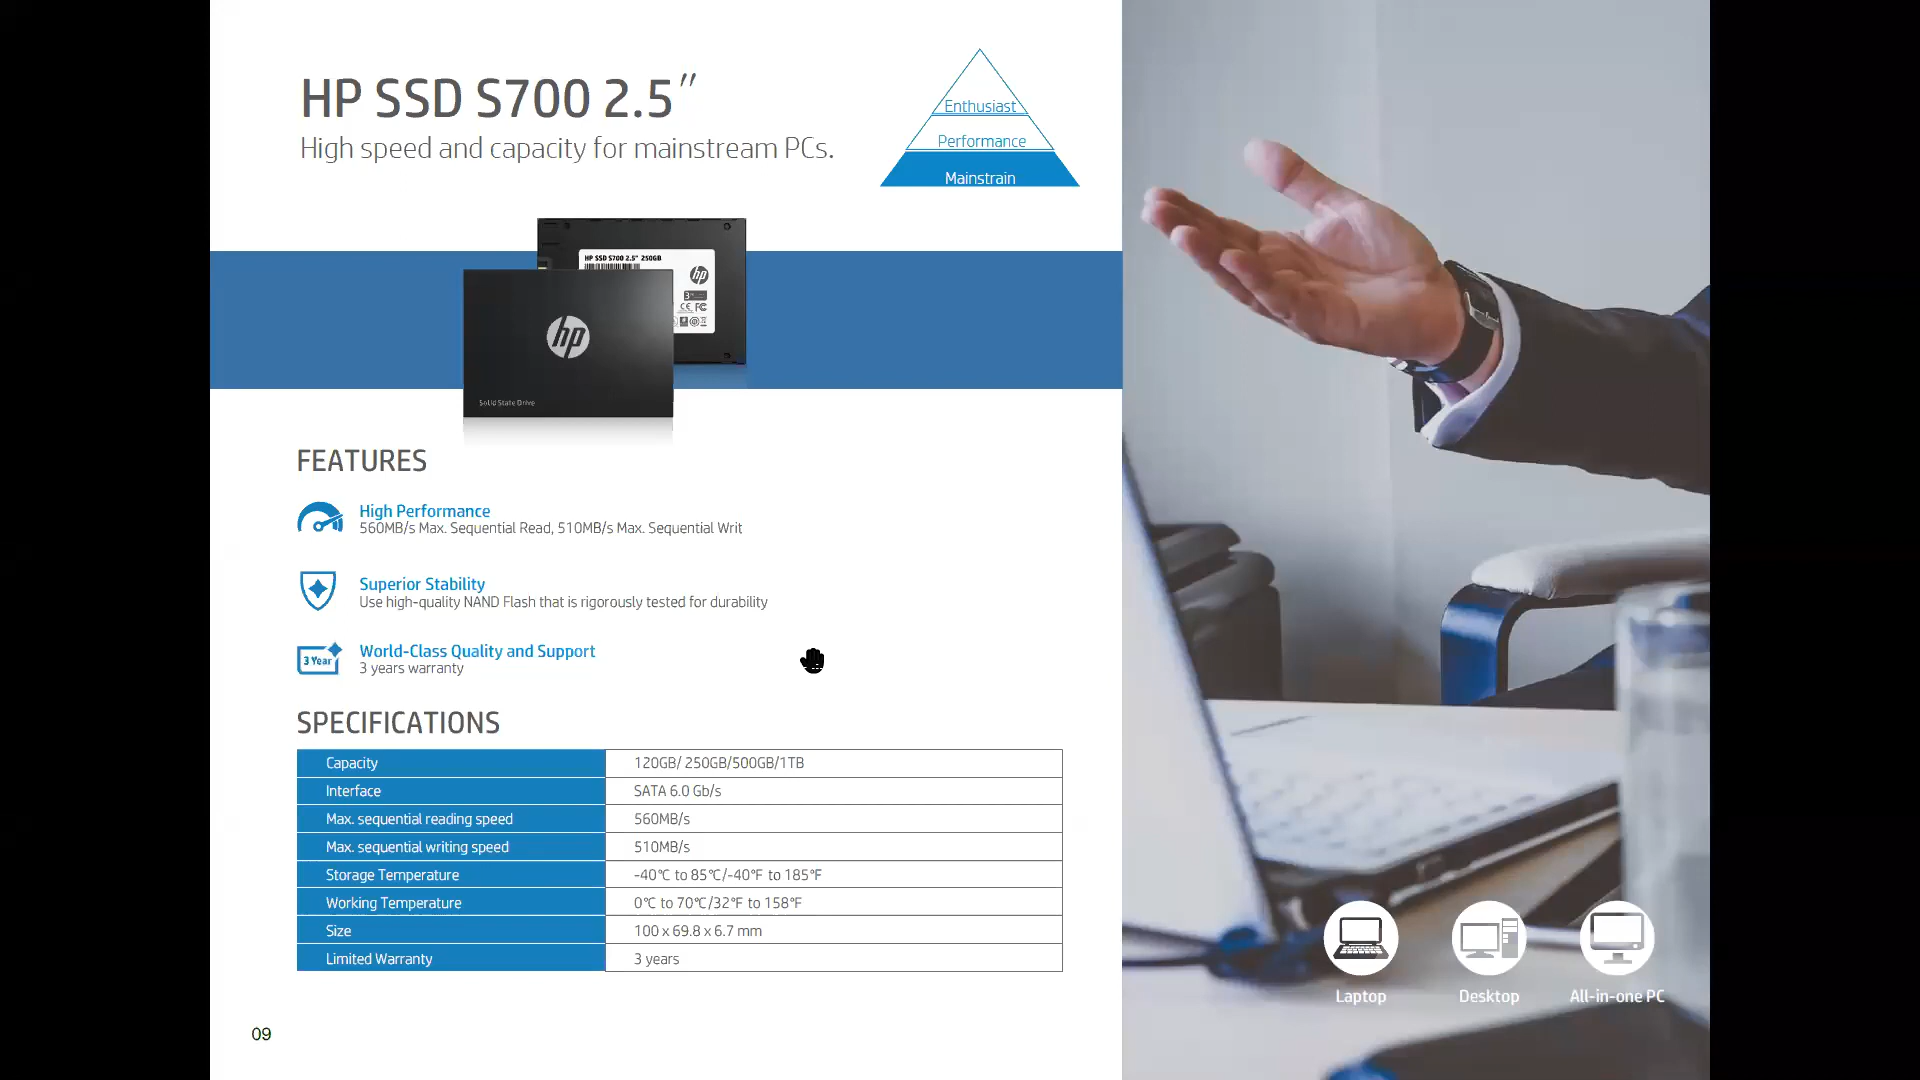 HP SSD S700 2.5″
High speed and capacity for mainstream PCs.
Enthusiast
Performance
Mainstrain
HP SSD S700 2.5" 250GB
hp
hp
Solid State Drive
FEATURES
High Performance
560MB/s Max. Sequential Read, 510MB/s Max. Sequential Writ
Superior Stability
Use high-quality NAND Flash that is rigorously tested for durability
3 Year
World-Class Quality and Support
3 years warranty
SPECIFICATIONS
Capacity 120GB/ 250GB/500GB/1TB
Interface SATA 6.0 Gb/s
Max. sequential reading speed 560MB/s
Max. sequential writing speed 510MB/s
Storage Temperature -40℃ to 85℃/-40℉ to 185℉
Working Temperature 0℃ to 70℃/32℉ to 158℉
Size 100 x 69.8 x 6.7 mm
Limited Warranty 3 years
Laptop Desktop All-in-one PC
09